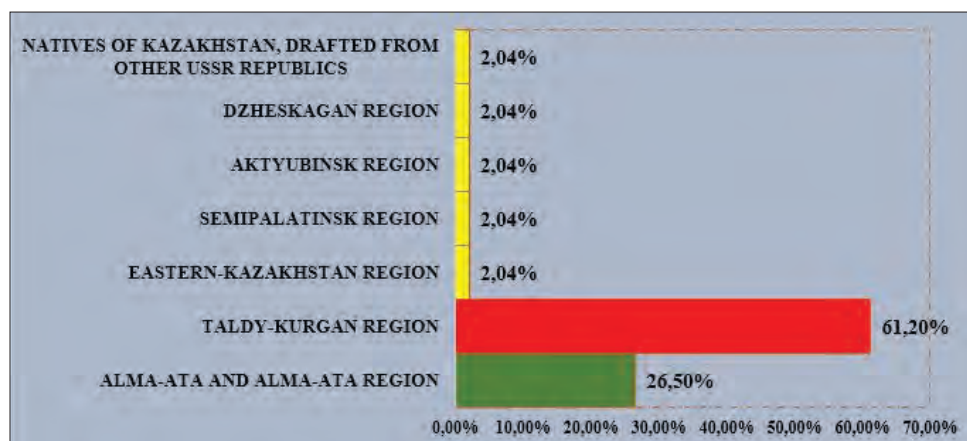 NATIVES OF KAZAKHSTAN, DRAFTED FROM
OTHER USSR REPUBLICS
2,04%
DZHESKAGAN REGION
2,04%
AKTYUBINSK REGION
2,04%
SEMIPALATINSK REGION
2,04%
EASTERN-KAZAKHSTAN REGION
2,04%
TALDY-KURGAN REGION
61,20%
ALMA-ATA AND ALMA-ATA REGION
26,50%
0,00% 10,00% 20,00% 30,00% 40,00% 50,00% 60,00% 70,00%